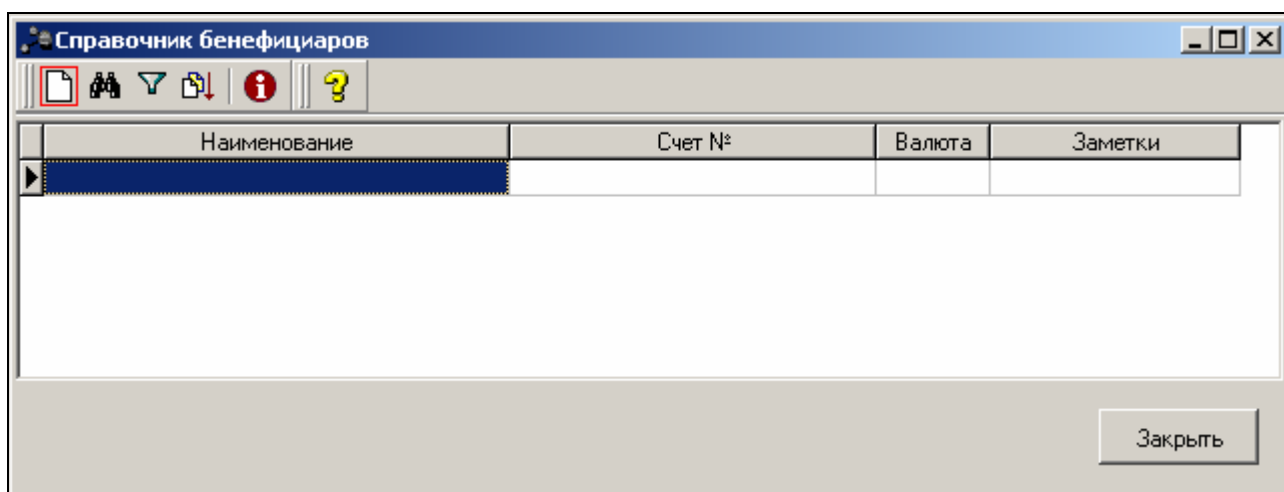 Справочник бенефициаров
Наименование Счет № Валюта Заметки
Закрыть